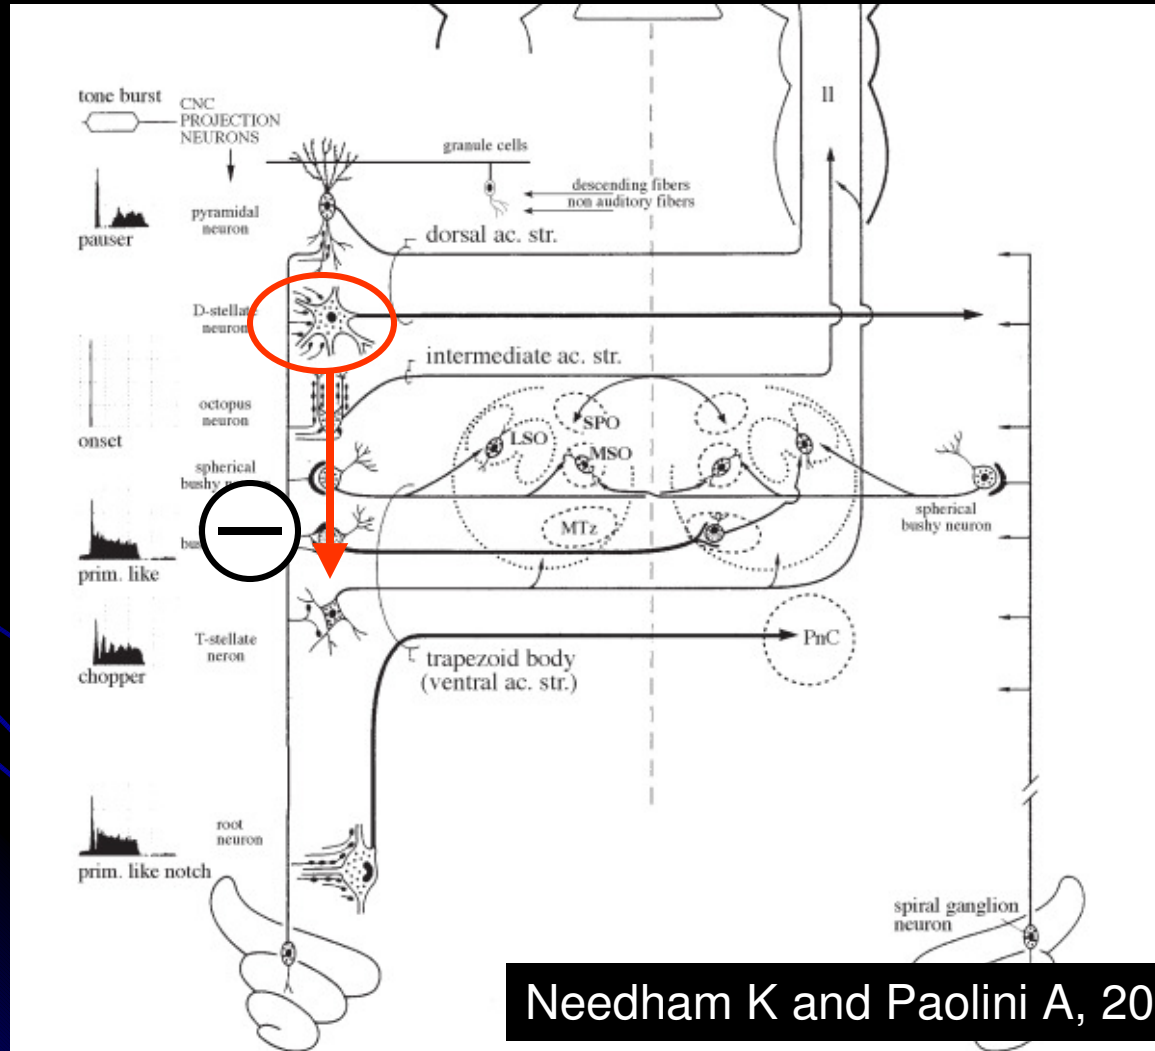 tone burst
CNC
PROJECTION
NEURONS
ll
granule cells
descending fibers
non auditory fibers
pyramidal
neuron
pauser
dorsal ac. str.
D-stellate
neuron
intermediate ac. str.
octopus
neuron
onset
SPO
LSO
MSO
spherical
bushy
MTz
spherical
bushy neuron
prim. like
T-stellate
neron
PnC
chopper
trapezoid body
(ventral ac. str.)
root
neuron
prim. like notch
spiral ganglion
neuron
Needham K and Paolini A, 20